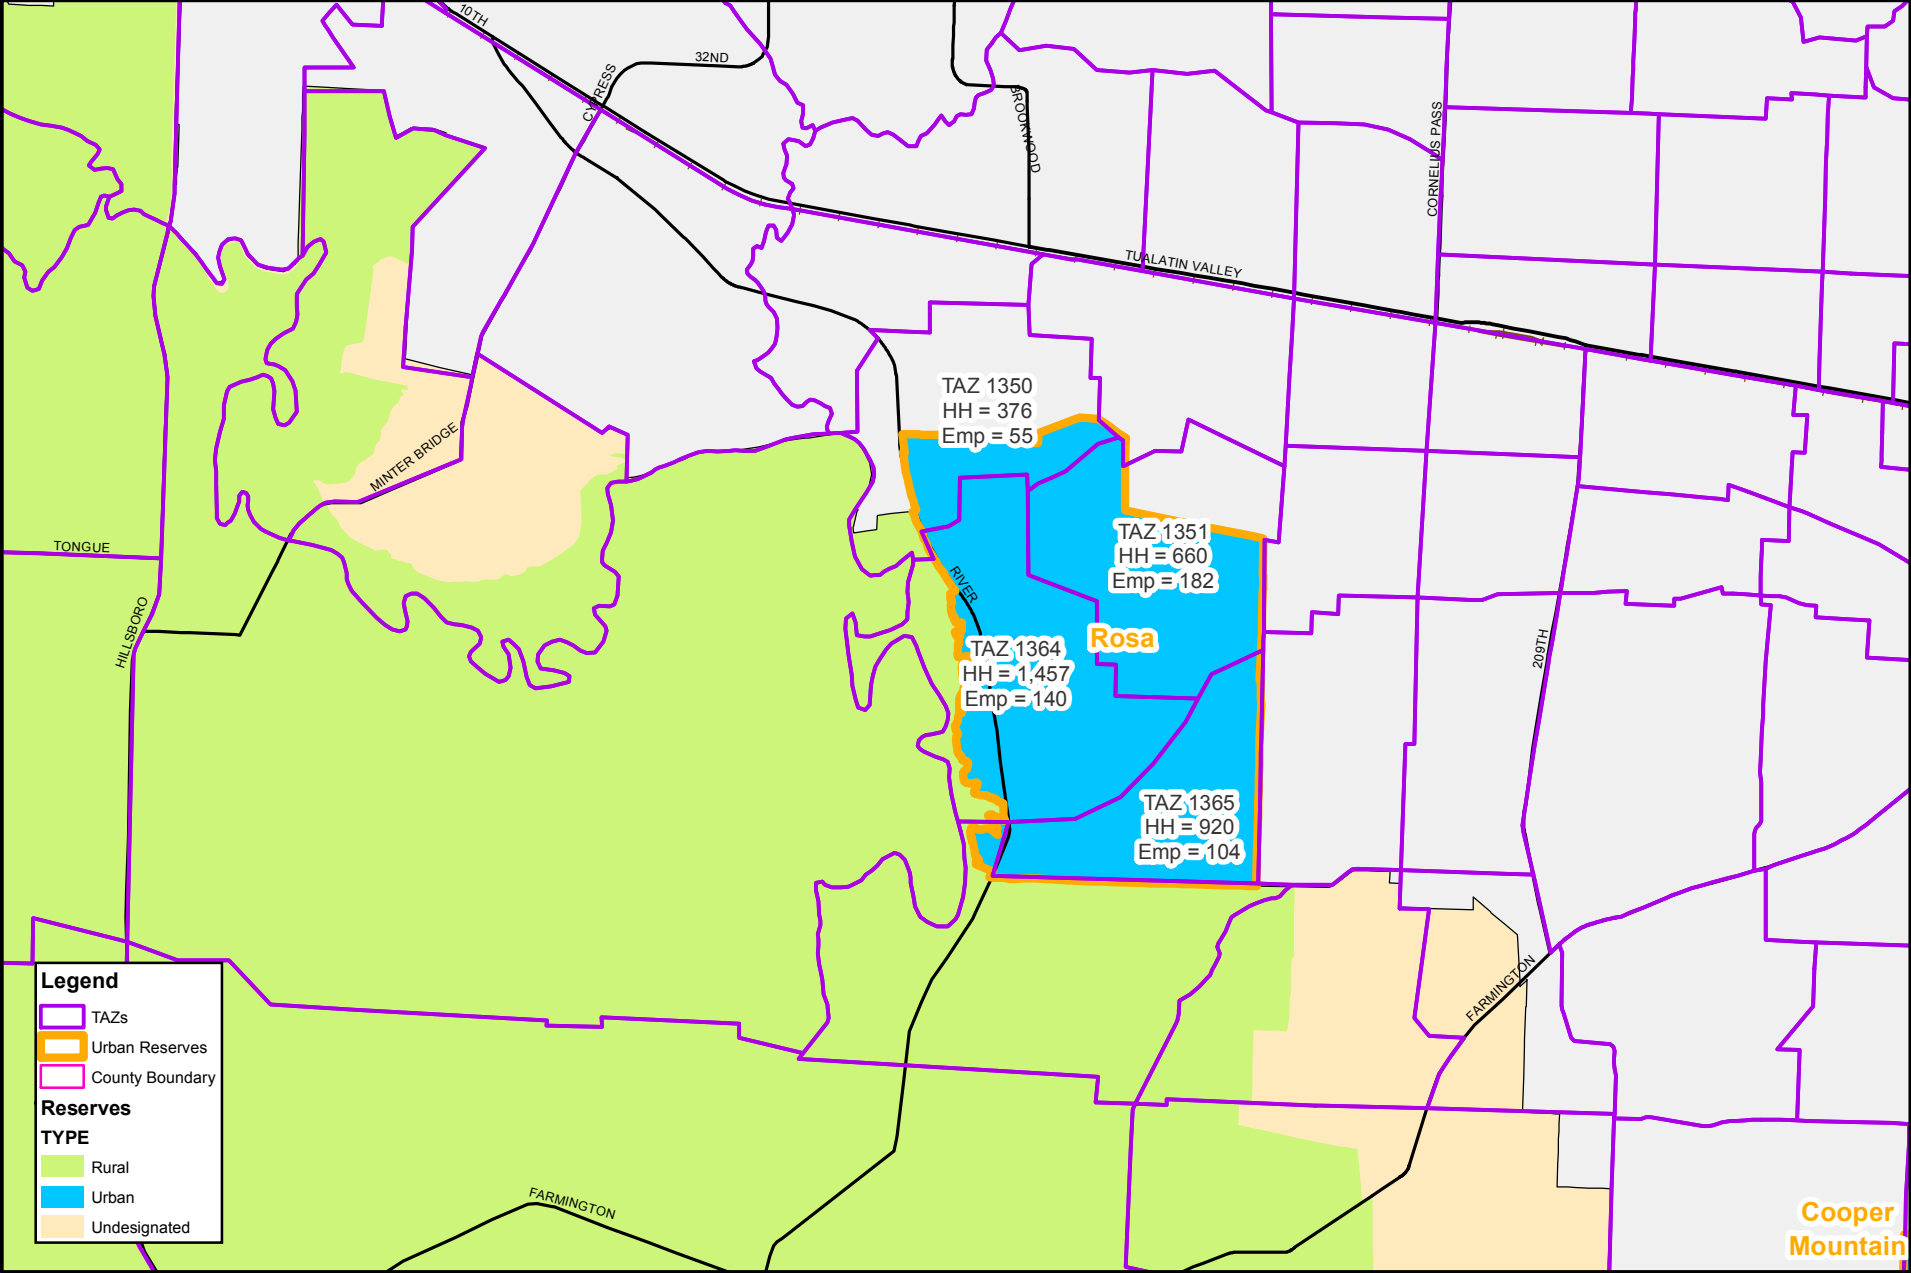 10TH
32ND
CYPRESS
BROOKWOOD
CORNELIUS PASS
TUALATIN VALLEY
TAZ 1350
HH = 376
Emp = 55
MINTER BRIDGE
TONGUE
HILLSBORO
RIVER
TAZ 1351
HH = 660
Emp = 182
Rosa
TAZ 1364
HH = 1,457
Emp = 140
209TH
TAZ 1365
HH = 920
Emp = 104
FARMINGTON
Legend
TAZs
Urban Reserves
County Boundary
Reserves
TYPE
Rural
Urban
Undesignated
FARMINGTON
Cooper
Mountain